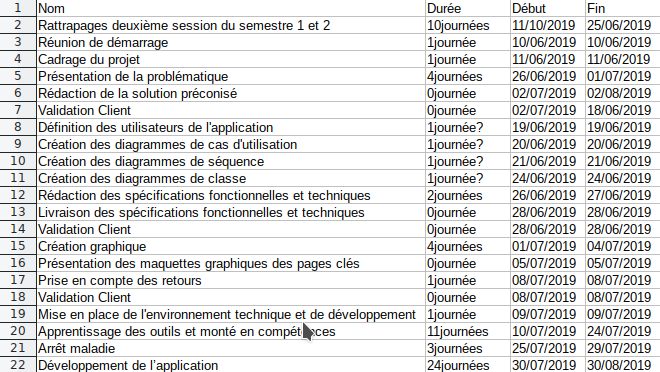 1 Nom Durée Début Fin
2 Rattrapages deuxième session du semestre 1 et 2 10journées 11/10/2019 25/06/2019
3 Réunion de démarrage 1journée 10/06/2019 10/06/2019
4 Cadrage du projet 1journée 11/06/2019 11/06/2019
5 Présentation de la problématique 4journées 26/06/2019 01/07/2019
6 Rédaction de la solution préconisé 0journée 02/07/2019 02/08/2019
7 Validation Client 0journée 02/07/2019 18/06/2019
8 Définition des utilisateurs de l'application 1journée? 19/06/2019 19/06/2019
9 Création des diagrammes de cas d'utilisation 1journée? 20/06/2019 20/06/2019
10 Création des diagrammes de séquence 1journée? 21/06/2019 21/06/2019
11 Création des diagrammes de classe 1journée? 24/06/2019 24/06/2019
12 Rédaction des spécifications fonctionnelles et techniques 2journées 26/06/2019 27/06/2019
13 Livraison des spécifications fonctionnelles et techniques 0journée 28/06/2019 28/06/2019
14 Validation Client 0journée 28/06/2019 28/06/2019
15 Création graphique 4journées 01/07/2019 04/07/2019
16 Présentation des maquettes graphiques des pages clés 0journée 05/07/2019 05/07/2019
17 Prise en compte des retours 1journée 08/07/2019 08/07/2019
18 Validation Client 0journée 08/07/2019 08/07/2019
19 Mise en place de l'environnement technique et de développement 1journée 09/07/2019 09/07/2019
20 Apprentissage des outils et monté en compétences 11journées 10/07/2019 24/07/2019
21 Arrêt maladie 3journées 25/07/2019 29/07/2019
22 Développement de l'application 24journées 30/07/2019 30/08/2019